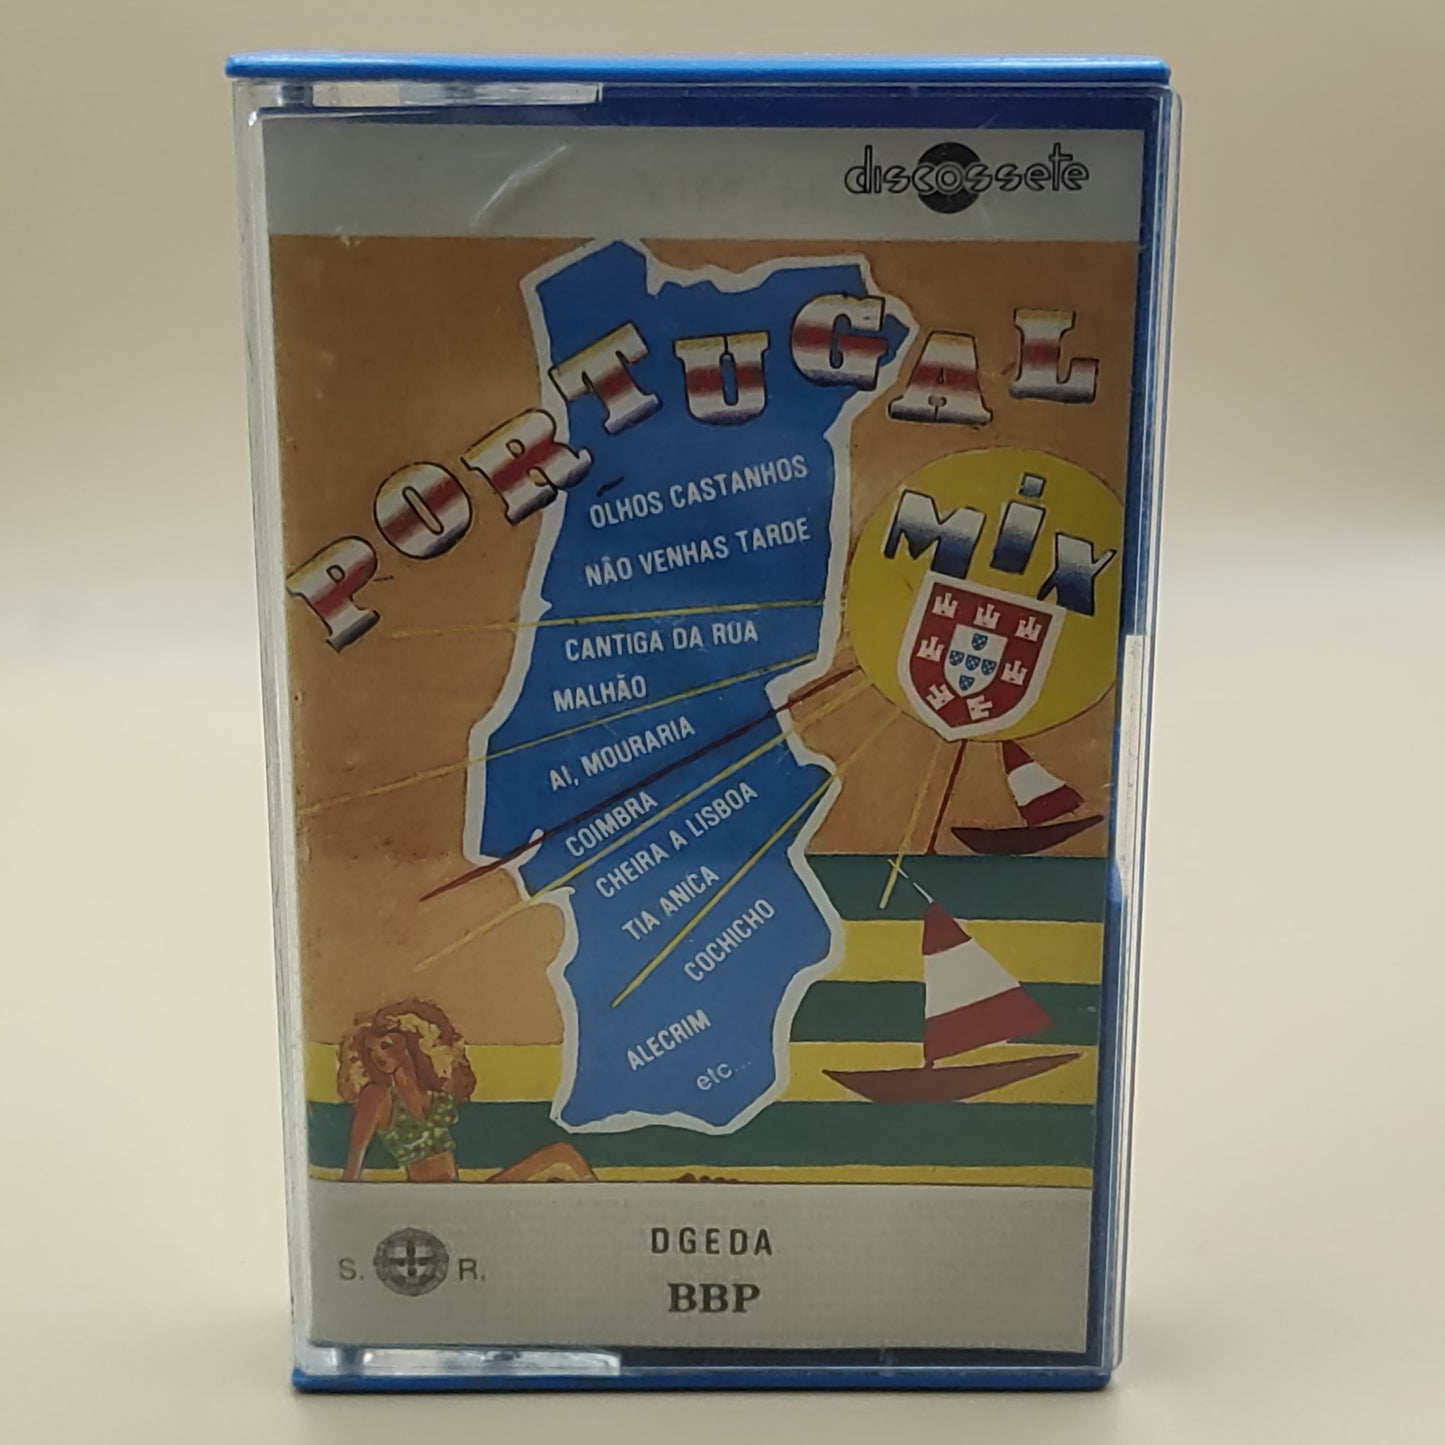 discossete
PORTUGAL
MIX
OLHOS CASTANHOS
NÃO VENHAS TARDE
CANTIGA DA RUA
MALHÃO
AI, MOURARIA
COIMBRA
CHEIRA A LISBOA
TIA ANICA
COCHICHO
ALECRIM
etc...
S. R.
DGEDA
BBP